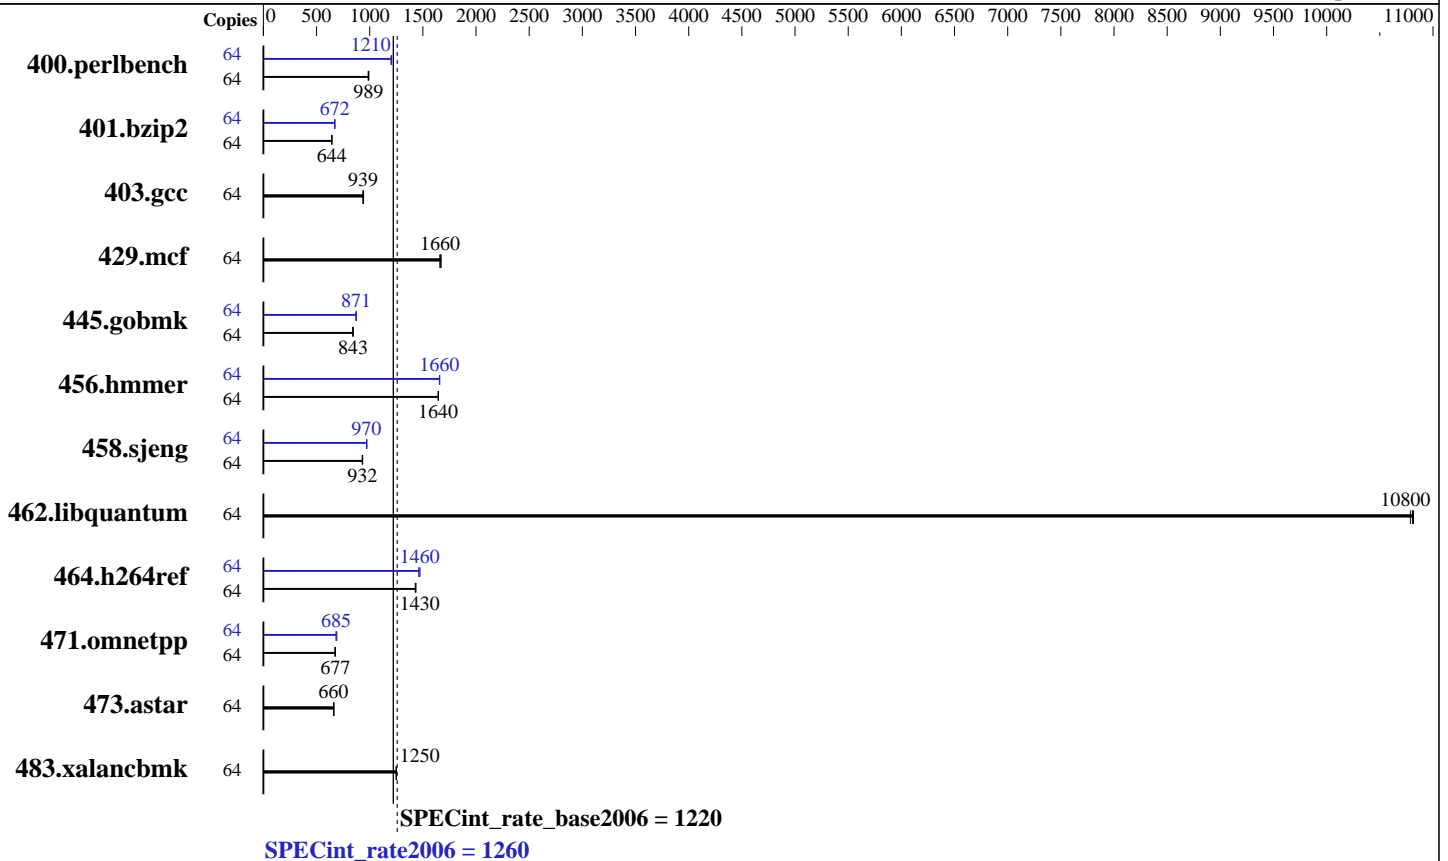 Copies 0 500 1000 1500 2000 2500 3000 3500 4000 4500 5000 5500 6000 6500 7000 7500 8000 8500 9000 9500 10000 11000
400.perlbench 64 1210
64 989
401.bzip2 64 672
64 644
403.gcc 64 939
429.mcf 64 1660
445.gobmk 64 871
64 843
456.hmmer 64 1660
64 1640
458.sjeng 64 970
64 932
462.libquantum 64 10800
464.h264ref 64 1460
64 1430
471.omnetpp 64 685
64 677
473.astar 64 660
483.xalancbmk 64 1250
SPECint_rate_base2006 = 1220
SPECint_rate2006 = 1260